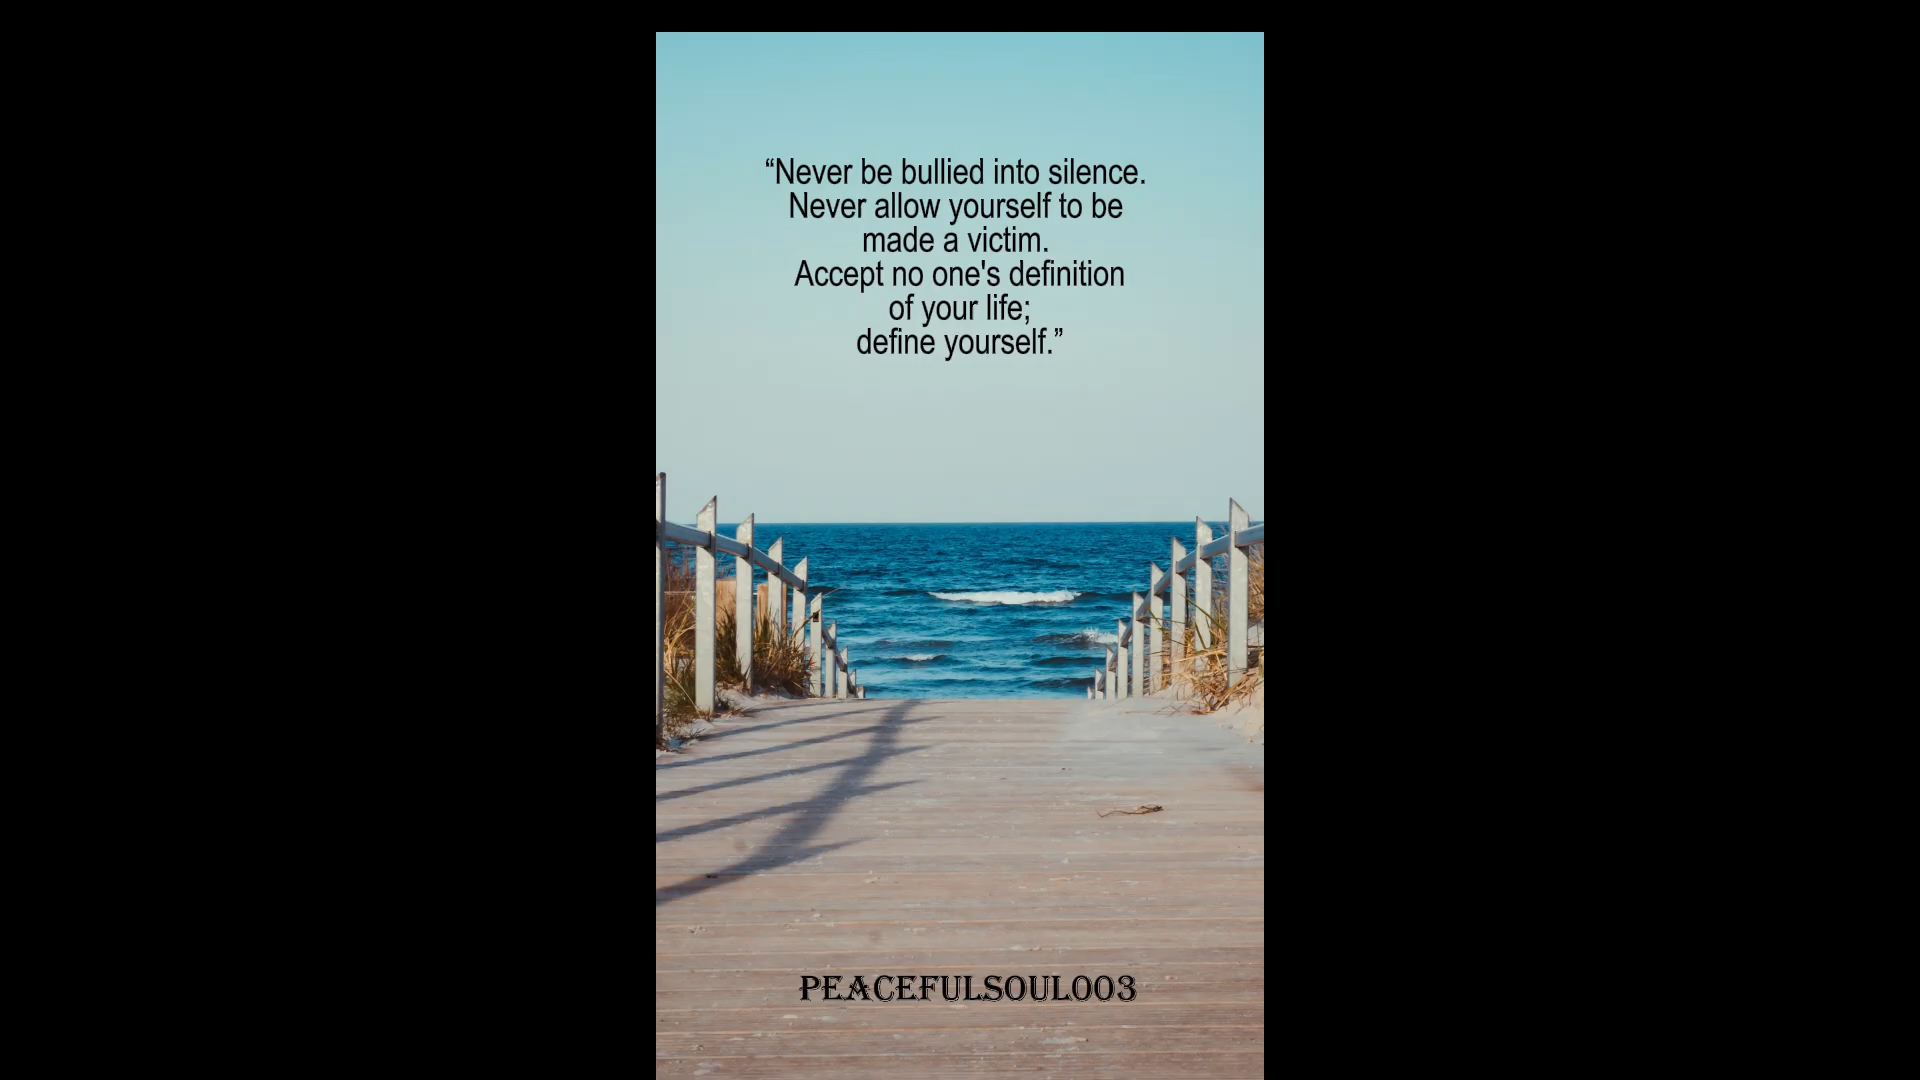 “Never be bullied into silence.
Never allow yourself to be
made a victim.
Accept no one's definition
of your life;
define yourself.”
PEACEFULSOUL003